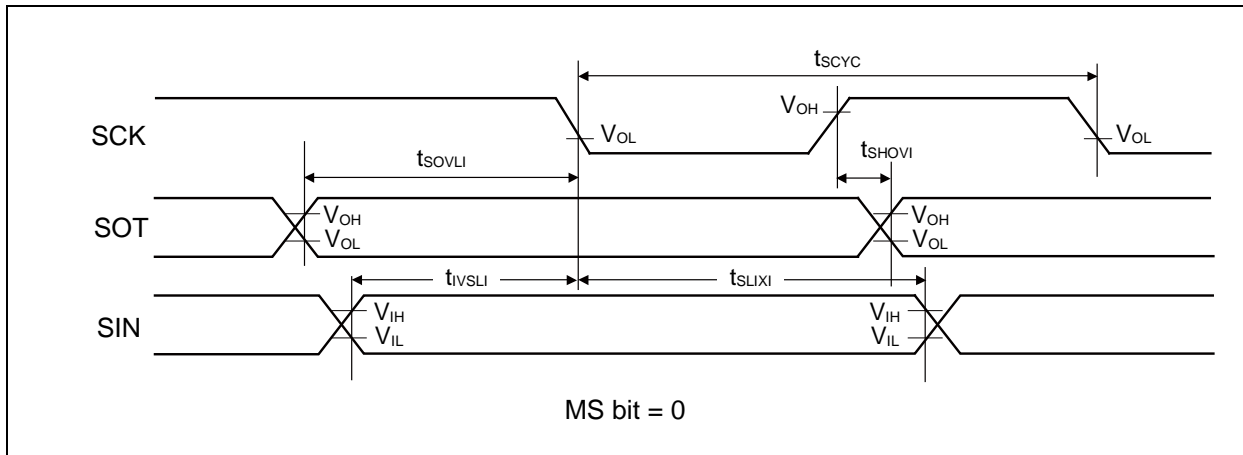 tSCYC
SCK
VOH
VOL
VOL
tSOVLI
tSHOVI
SOT
VOH
VOL
VOH
VOL
tIVSLI
tSLIXI
SIN
VIH
VIL
VIH
VIL
MS bit = 0